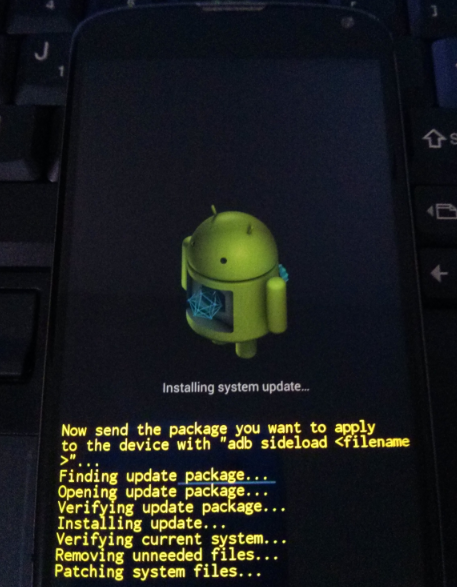 4
J
1
]
S
Installing system update…
Now send the package you want to apply
to the device with "adb sideload <filename
>"...
Finding update package...
Opening update package...
Verifying update package...
Installing update...
Verifying current system...
Removing unneeded files...
Patching system files...